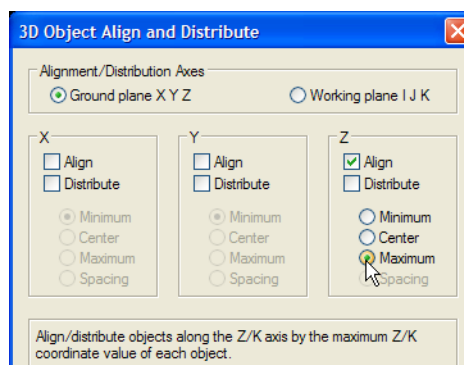 3D Object Align and Distribute
Alignment/Distribution Axes
Ground plane X Y Z
Working plane I J K
X
Align
Distribute
Minimum
Center
Maximum
Spacing
Y
Align
Distribute
Minimum
Center
Maximum
Spacing
Z
Align
Distribute
Minimum
Center
Maximum
Spacing
Align/distribute objects along the Z/K axis by the maximum Z/K
coordinate value of each object.